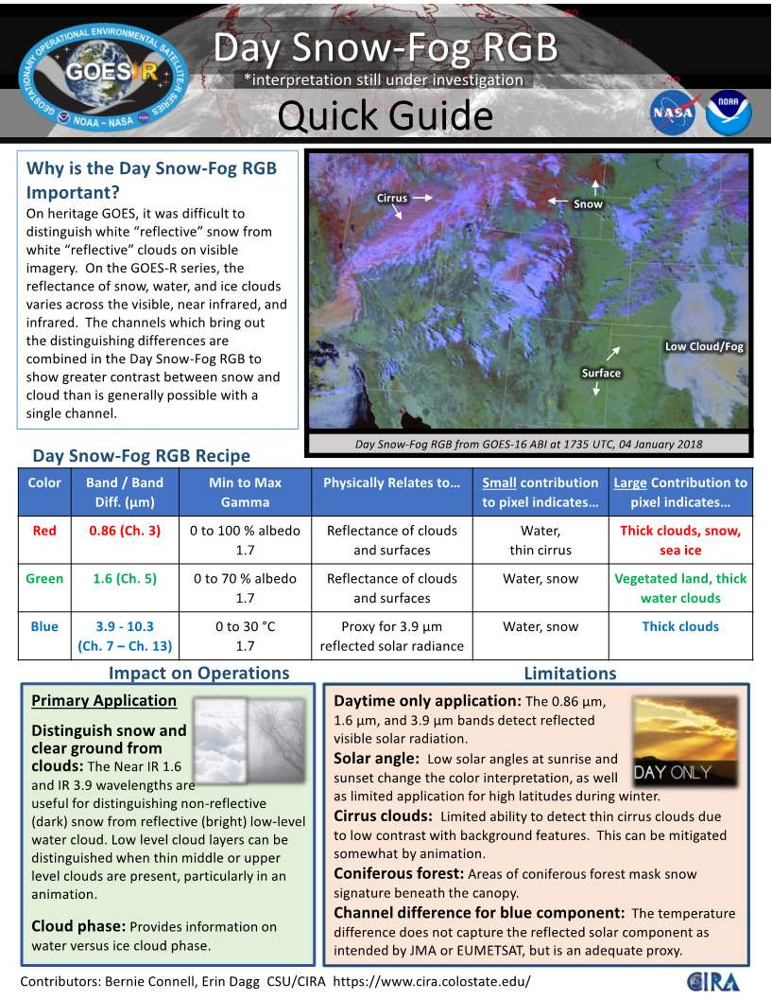 GEOSTATIONARY OPERATIONAL ENVIRONMENTAL SATELLITE R-SERIES
GOES R
NOAA ~ NASA
Day Snow-Fog RGB
*interpretation still under investigation
Quick Guide
NASA
NOAA
Why is the Day Snow-Fog RGB
Important?
On heritage GOES, it was difficult to
distinguish white “reflective” snow from
white “reflective” clouds on visible
imagery. On the GOES-R series, the
reflectance of snow, water, and ice clouds
varies across the visible, near infrared, and
infrared. The channels which bring out
the distinguishing differences are
combined in the Day Snow-Fog RGB to
show greater contrast between snow and
cloud than is generally possible with a
single channel.
Cirrus
Snow
Low Cloud/Fog
Surface
Day Snow-Fog RGB from GOES-16 ABI at 1735 UTC, 04 January 2018
Day Snow-Fog RGB Recipe
Color
Band / Band
Diff. (µm)
Min to Max
Gamma
Physically Relates to…
Small contribution
to pixel indicates…
Large Contribution to
pixel indicates…
Red
0.86 (Ch. 3)
0 to 100 % albedo
1.7
Reflectance of clouds
and surfaces
Water,
thin cirrus
Thick clouds, snow,
sea ice
Green
1.6 (Ch. 5)
0 to 70 % albedo
1.7
Reflectance of clouds
and surfaces
Water, snow
Vegetated land, thick
water clouds
Blue
3.9 - 10.3
(Ch. 7 – Ch. 13)
0 to 30 °C
1.7
Proxy for 3.9 µm
reflected solar radiance
Water, snow
Thick clouds
Impact on Operations
Primary Application
Distinguish snow and
clear ground from
clouds: The Near IR 1.6
and IR 3.9 wavelengths are
useful for distinguishing non-reflective
(dark) snow from reflective (bright) low-level
water cloud. Low level cloud layers can be
distinguished when thin middle or upper
level clouds are present, particularly in an
animation.
Cloud phase: Provides information on
water versus ice cloud phase.
Limitations
Daytime only application: The 0.86 µm,
1.6 µm, and 3.9 µm bands detect reflected
visible solar radiation.
Solar angle: Low solar angles at sunrise and
sunset change the color interpretation, as well
as limited application for high latitudes during winter.
Cirrus clouds: Limited ability to detect thin cirrus clouds due
to low contrast with background features. This can be mitigated
somewhat by animation.
Coniferous forest: Areas of coniferous forest mask snow
signature beneath the canopy.
Channel difference for blue component: The temperature
difference does not capture the reflected solar component as
intended by JMA or EUMETSAT, but is an adequate proxy.
DAY ONLY
Contributors: Bernie Connell, Erin Dagg CSU/CIRA https://www.cira.colostate.edu/
CIRA